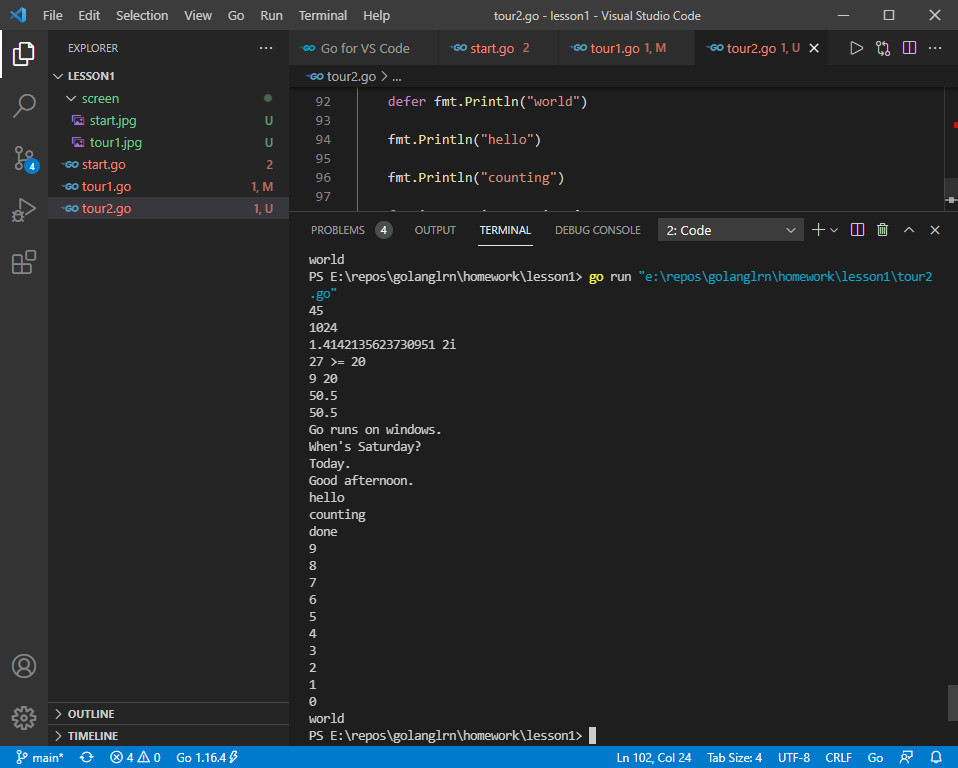 File Edit Selection View Go Run Terminal Help tour2.go - lesson1 - Visual Studio Code
EXPLORER
LESSON1
screen
start.jpg U
tour1.jpg U
start.go 2
tour1.go 1, M
tour2.go 1, U
OUTLINE
TIMELINE
4
Go for VS Code start.go 2 tour1.go 1, M tour2.go 1, U
tour2.go > ...
92 defer fmt.Println("world")
93
94 fmt.Println("hello")
95
96 fmt.Println("counting")
97
PROBLEMS 4 OUTPUT TERMINAL DEBUG CONSOLE 2: Code
world
PS E:\repos\golanglrn\homework\lesson1> go run "e:\repos\golanglrn\homework\lesson1\tour2
.go"
45
1024
1.4142135623730951 2i
27 >= 20
9 20
50.5
50.5
Go runs on windows.
When's Saturday?
Today.
Good afternoon.
hello
counting
done
9
8
7
6
5
4
3
2
1
0
world
PS E:\repos\golanglrn\homework\lesson1>
main* 4 0 Go 1.16.4 Ln 102, Col 24 Tab Size: 4 UTF-8 CRLF Go